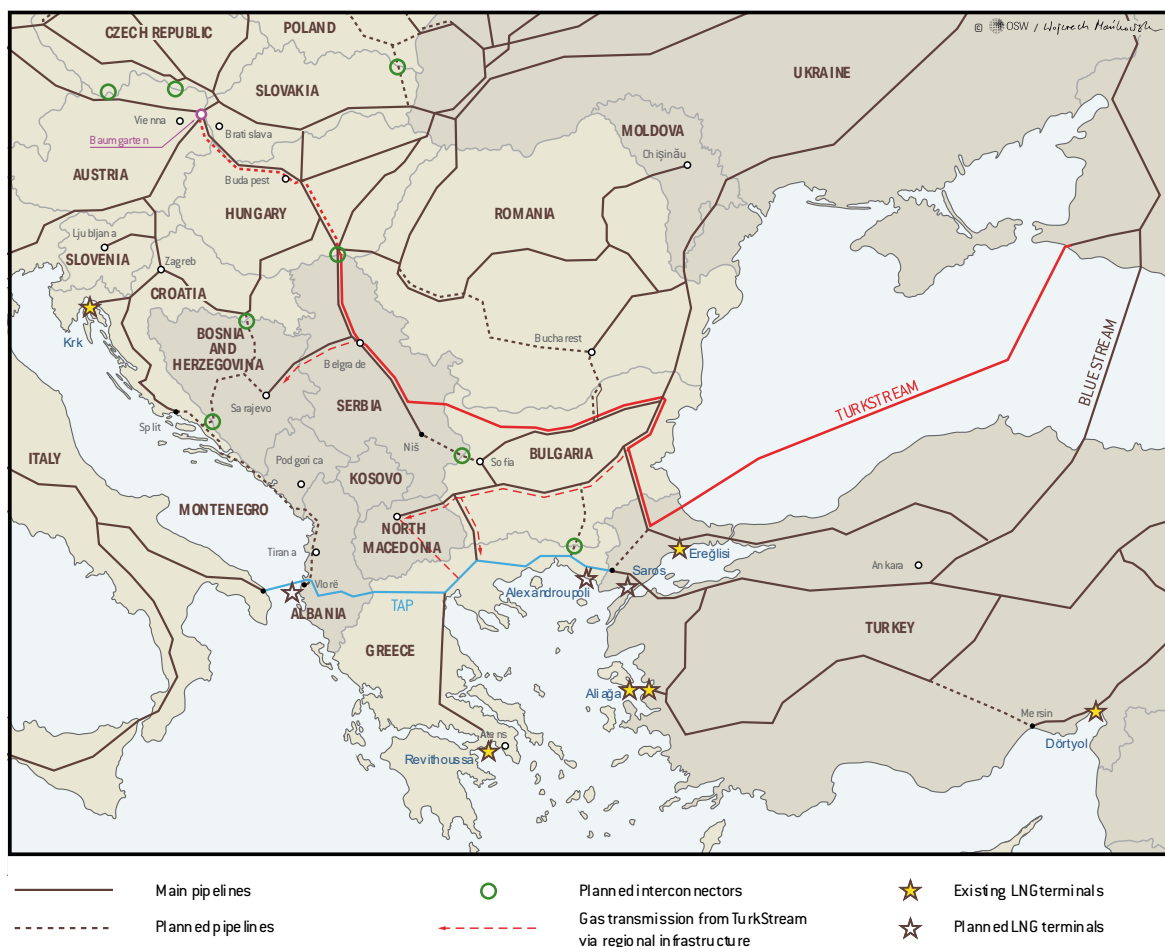 CZECH REPUBLIC
POLAND
© OSW / Wojciech Mańkowski
UKRAINE
SLOVAKIA
Vienna
Bratislava
Baumgarten
MOLDOVA
Chişinău
AUSTRIA
Budapest
HUNGARY
ROMANIA
Ljubljana
SLOVENIA
Zagreb
CROATIA
Krk
BOSNIA
AND
HERZEGOVINA
Belgrade
Bucharest
Sarajevo
SERBIA
Split
TURKSTREAM
BLUE STREAM
Niš
Sofia
BULGARIA
ITALY
Podgorica
KOSOVO
MONTENEGRO
NORTH
MACEDONIA
Tirana
Ereğlisi
Ankara
Saros
Vlorë
ALBANIA
TAP
Alexandroupoli
GREECE
TURKEY
Aliağa
Mersin
Atens
Revithoussa
Dörtyol
Main pipelines
Planned interconnectors
Existing LNG terminals
Planned pipelines
Gas transmission from TurkStream
via regional infrastructure
Planned LNG terminals